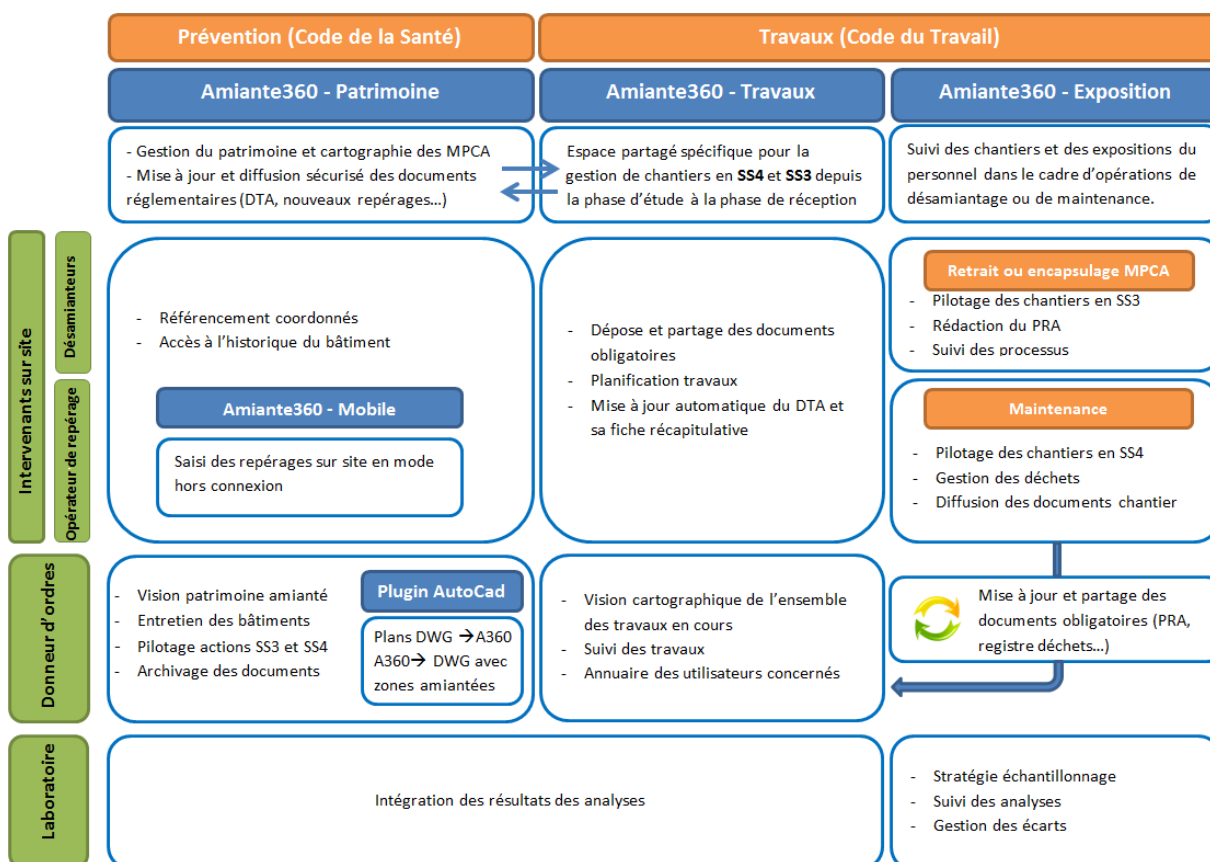 Prévention (Code de la Santé)
Travaux (Code du Travail)
Amiante360 - Patrimoine
Amiante360 - Travaux
Amiante360 - Exposition
- Gestion du patrimoine et cartographie des MPCA
- Mise à jour et diffusion sécurisé des documents
réglementaires (DTA, nouveaux repérages…)
Espace partagé spécifique pour la
gestion de chantiers en SS4 et SS3 depuis
la phase d'étude à la phase de réception
Suivi des chantiers et des expositions du
personnel dans le cadre d'opérations de
désamiantage ou de maintenance.
Intervenants sur site
Désamianteurs
Opérateur de repérage
- Référencement coordonnés
- Accès à l'historique du bâtiment
Amiante360 - Mobile
Saisi des repérages sur site en mode
hors connexion
- Dépose et partage des documents
obligatoires
- Planification travaux
- Mise à jour automatique du DTA et
sa fiche récapitulative
Retrait ou encapsulage MPCA
- Pilotage des chantiers en SS3
- Rédaction du PRA
- Suivi des processus
Maintenance
- Pilotage des chantiers en SS4
- Gestion des déchets
- Diffusion des documents chantier
Donneur d'ordres
- Vision patrimoine amianté
- Entretien des bâtiments
- Pilotage actions SS3 et SS4
- Archivage des documents
Plugin AutoCad
Plans DWG →A360
A360→ DWG avec
zones amiantées
- Vision cartographique de l'ensemble
des travaux en cours
- Suivi des travaux
- Annuaire des utilisateurs concernés
Mise à jour et partage des
documents obligatoires (PRA,
registre déchets…)
Laboratoire
Intégration des résultats des analyses
- Stratégie échantillonnage
- Suivi des analyses
- Gestion des écarts